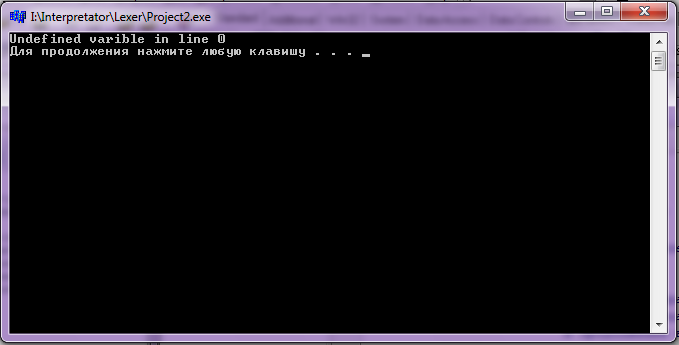 I:\Interpretator\Lexer\Project2.exe
Undefined varible in line 0
Для продолжения нажмите любую клавишу . . .